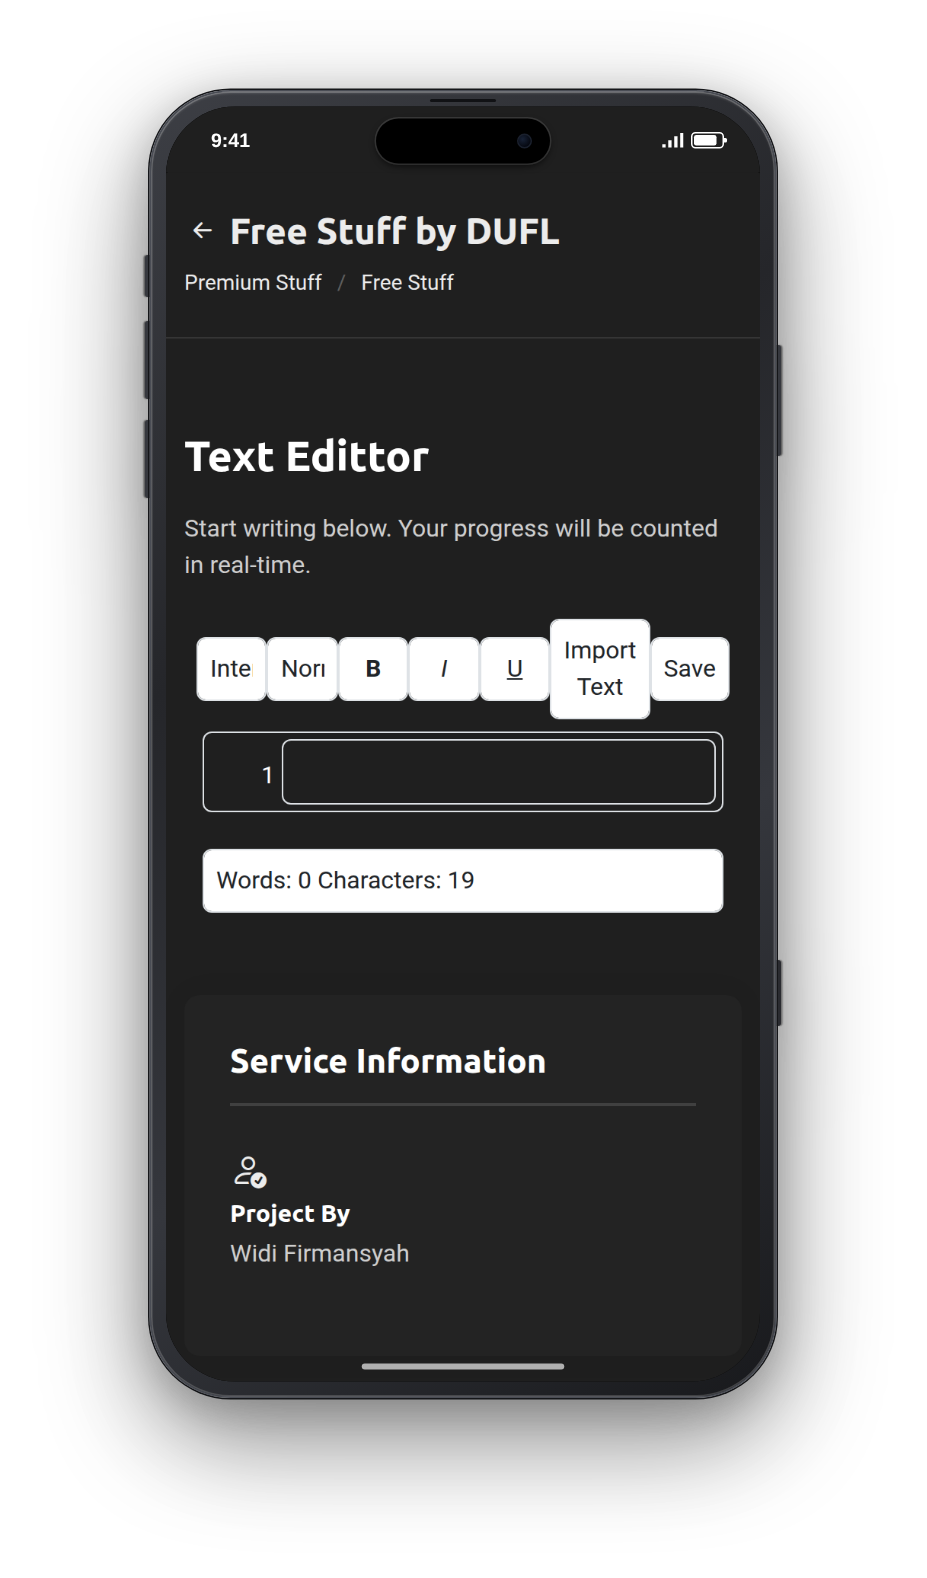 9:41
Free Stuff by DUFL
Premium Stuff / Free Stuff
Text Edittor
Start writing below. Your progress will be counted
in real-time.
Inter Nori B I U Import Text Save
1
Words: 0 Characters: 19
Service Information
Project By
Widi Firmansyah